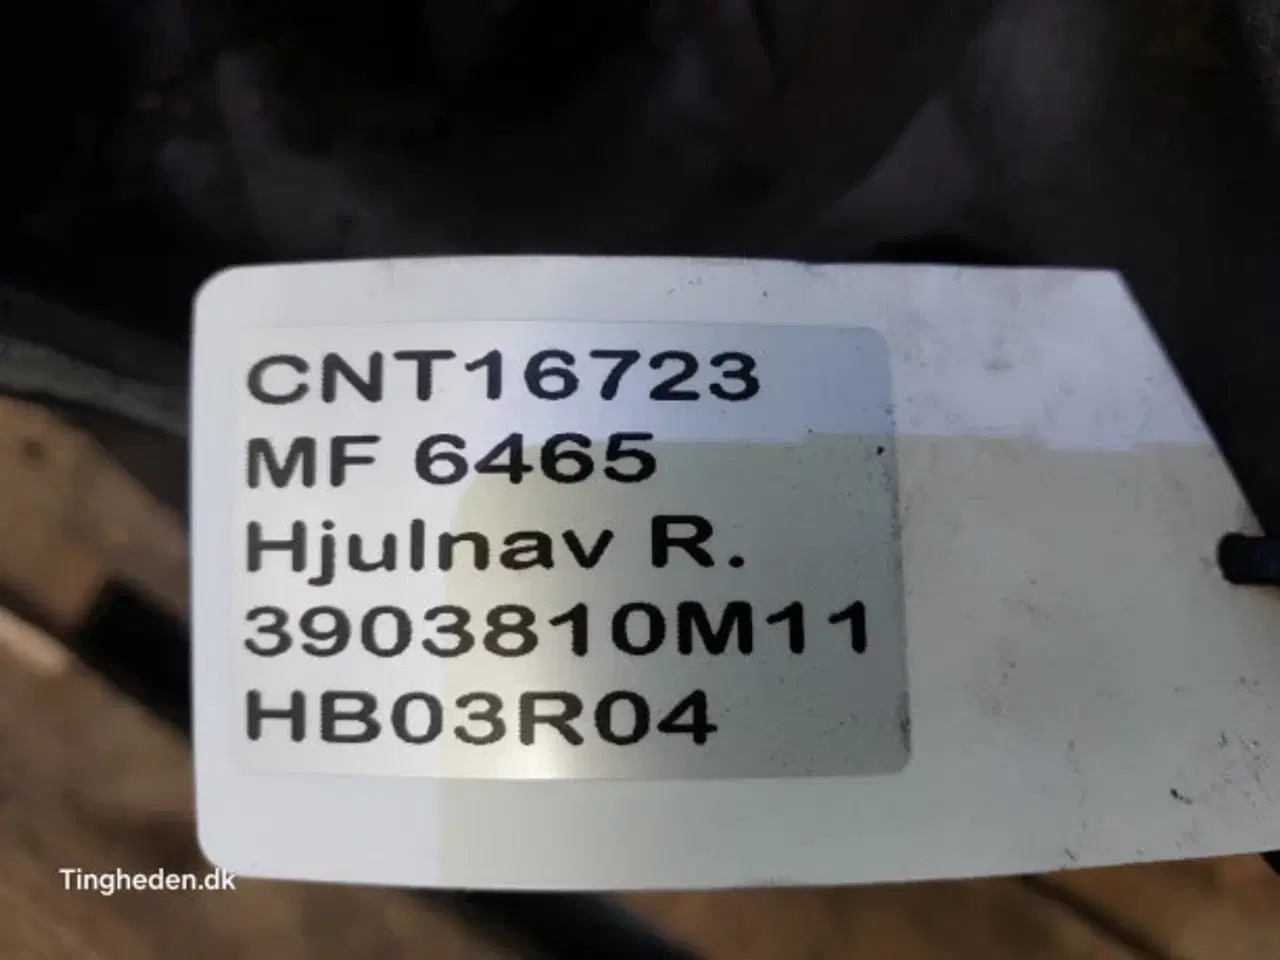 CNT16723
MF 6465
Hjulnav R.
3903810M11
HB03R04
Tingheden.dk